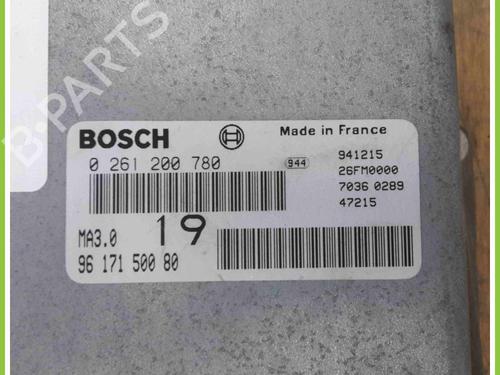 B-PARTS
BOSCH
Made in France
0 261 200 780
944
941215
26FM0000
7036 0289
47215
MA3.0
19
96 171 500 80